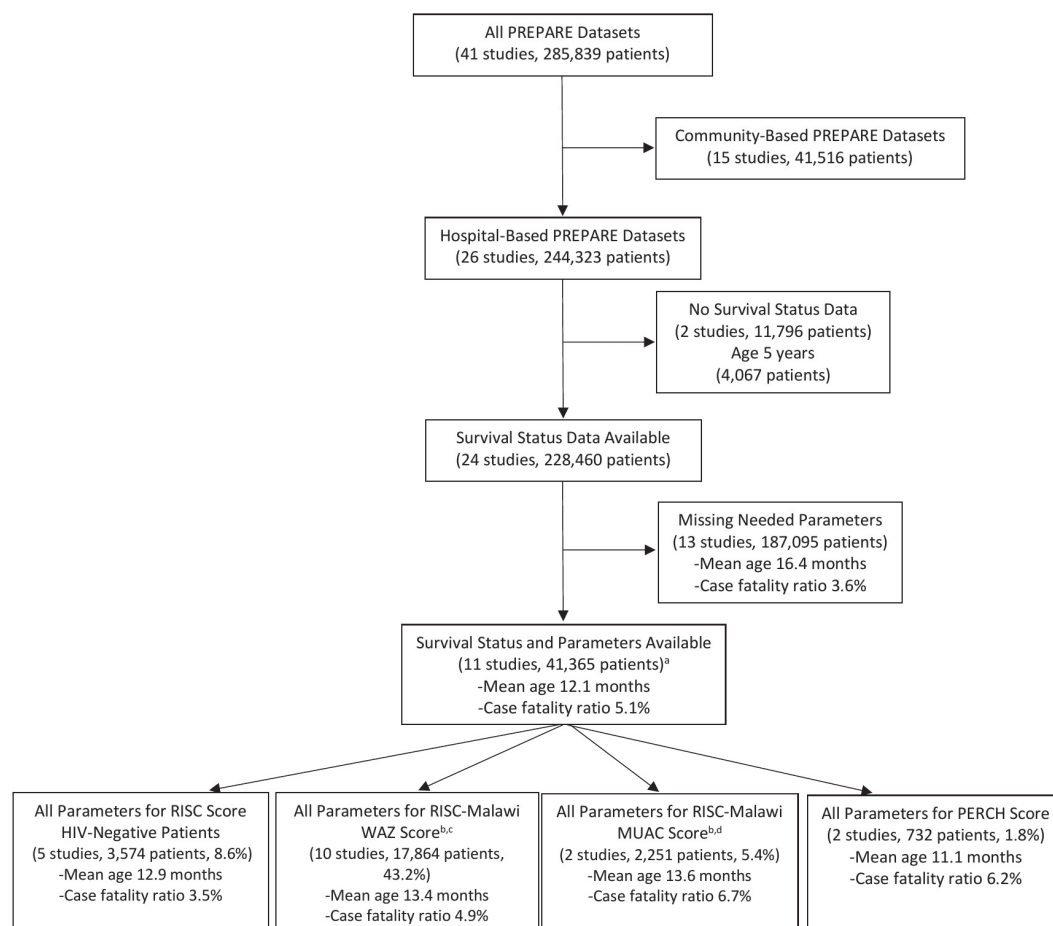 All PREPARE Datasets
(41 studies, 285,839 patients)
Community-Based PREPARE Datasets
(15 studies, 41,516 patients)
Hospital-Based PREPARE Datasets
(26 studies, 244,323 patients)
No Survival Status Data
(2 studies, 11,796 patients)
Age 5 years
(4,067 patients)
Survival Status Data Available
(24 studies, 228,460 patients)
Missing Needed Parameters
(13 studies, 187,095 patients)
-Mean age 16.4 months
-Case fatality ratio 3.6%
Survival Status and Parameters Available
(11 studies, 41,365 patients)a
-Mean age 12.1 months
-Case fatality ratio 5.1%
All Parameters for RISC Score
HIV-Negative Patients
(5 studies, 3,574 patients, 8.6%)
-Mean age 12.9 months
-Case fatality ratio 3.5%
All Parameters for RISC-Malawi
WAZ Scoreb,c
(10 studies, 17,864 patients,
43.2%)
-Mean age 13.4 months
-Case fatality ratio 4.9%
All Parameters for RISC-Malawi
MUAC Scoreb,d
(2 studies, 2,251 patients, 5.4%)
-Mean age 13.6 months
-Case fatality ratio 6.7%
All Parameters for PERCH Score
(2 studies, 732 patients, 1.8%)
-Mean age 11.1 months
-Case fatality ratio 6.2%